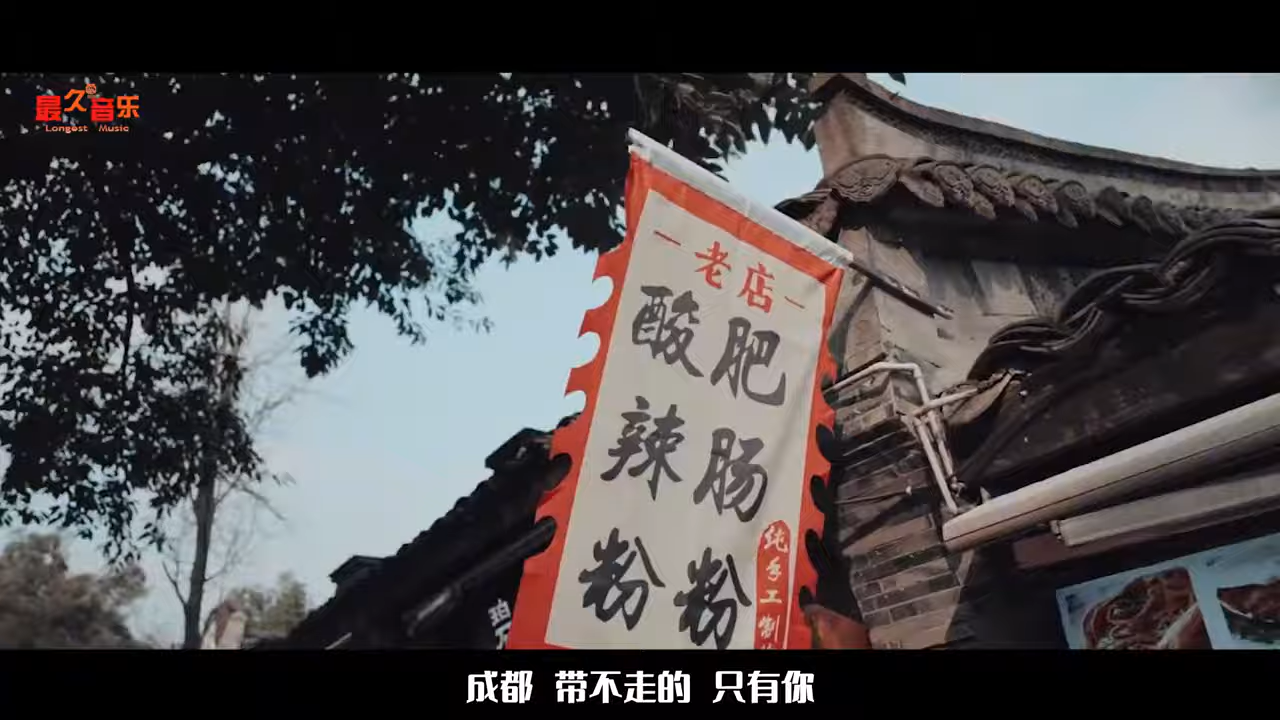 最久音乐
Longest Music
老店
肥肠粉
酸辣粉
纯手工制
成都 带不走的 只有你